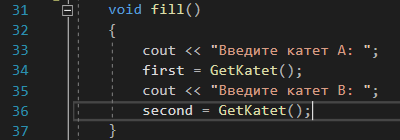 31 void fill()
32 {
33 cout << "Введите катет A: ";
34 first = GetKatet();
35 cout << "Введите катет B: ";
36 second = GetKatet();
37 }